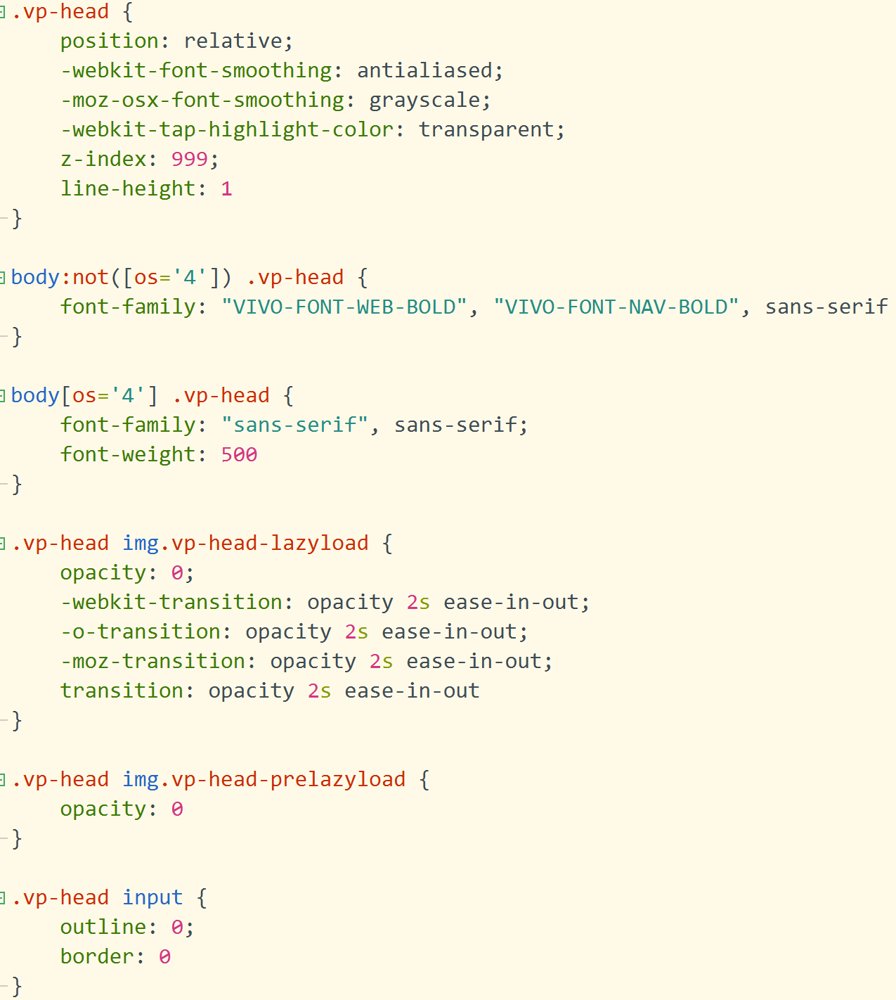 .vp-head {
    position: relative;
    -webkit-font-smoothing: antialiased;
    -moz-osx-font-smoothing: grayscale;
    -webkit-tap-highlight-color: transparent;
    z-index: 999;
    line-height: 1
}

body:not([os='4']) .vp-head {
    font-family: "VIVO-FONT-WEB-BOLD", "VIVO-FONT-NAV-BOLD", sans-serif
}

body[os='4'] .vp-head {
    font-family: "sans-serif", sans-serif;
    font-weight: 500
}

.vp-head img.vp-head-lazyload {
    opacity: 0;
    -webkit-transition: opacity 2s ease-in-out;
    -o-transition: opacity 2s ease-in-out;
    -moz-transition: opacity 2s ease-in-out;
    transition: opacity 2s ease-in-out
}

.vp-head img.vp-head-prelazyload {
    opacity: 0
}

.vp-head input {
    outline: 0;
    border: 0
}